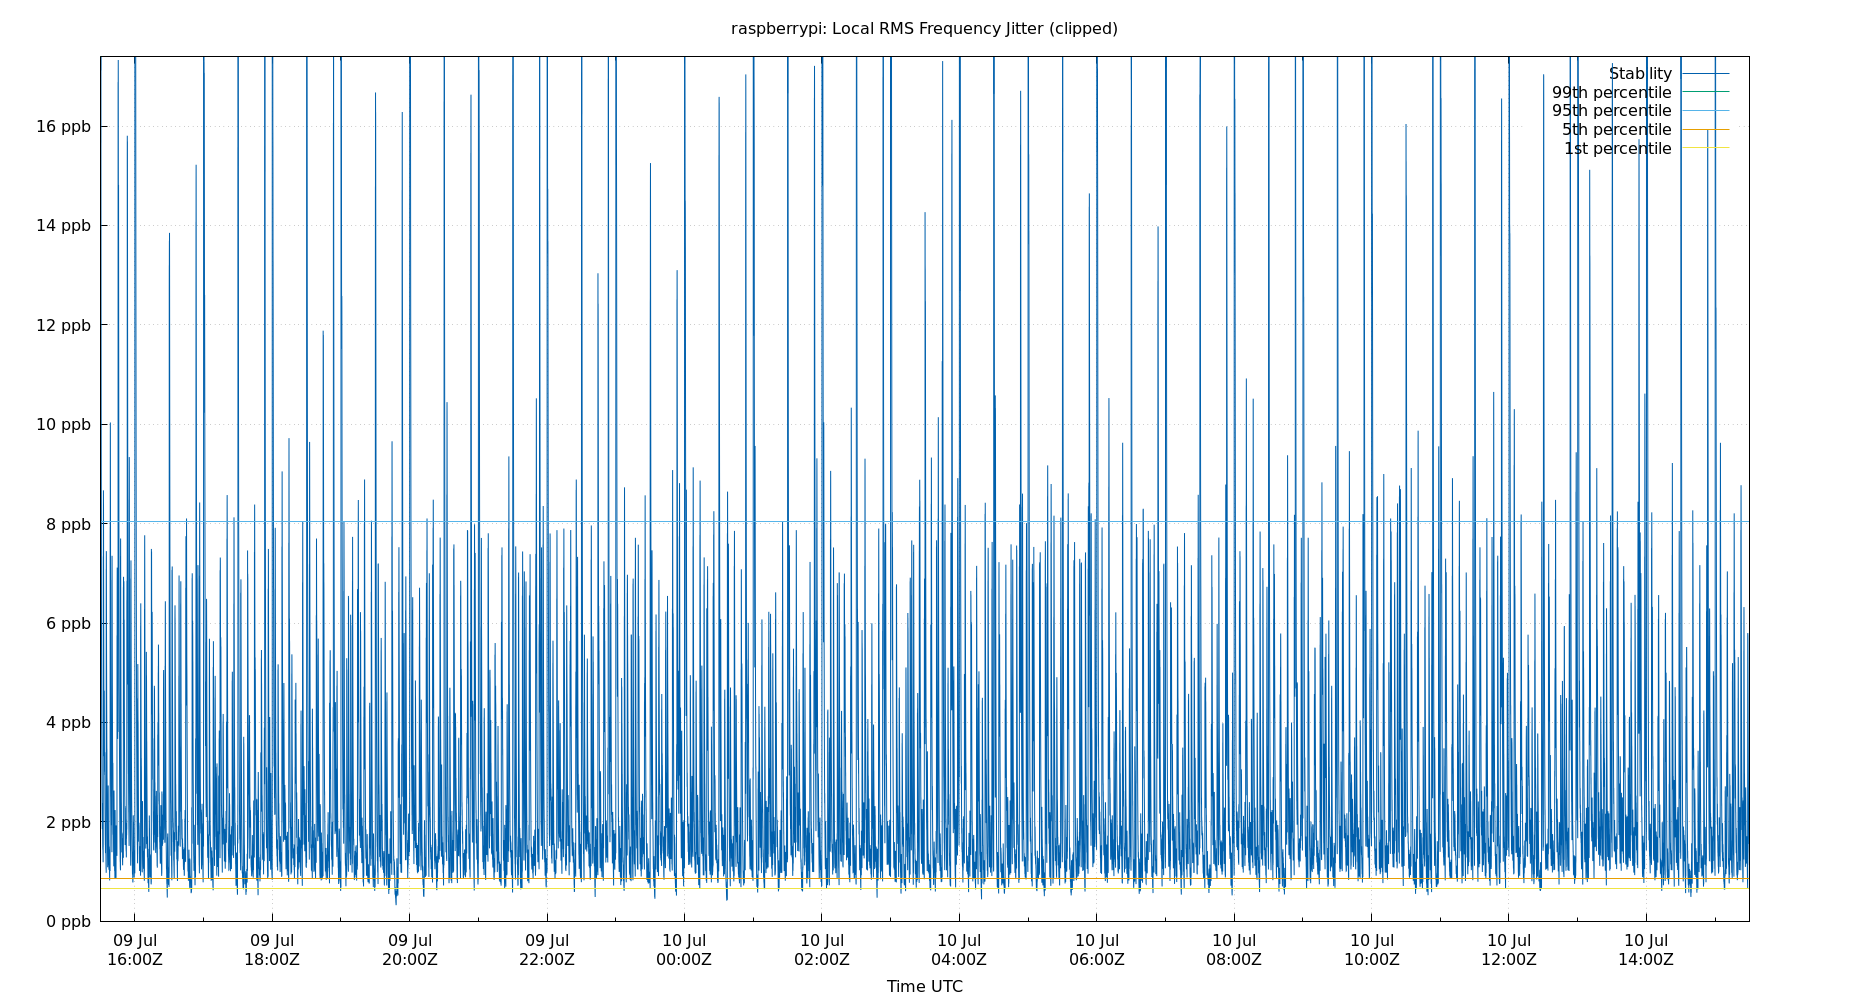 raspberrypi: Local RMS Frequency Jitter (clipped)
Stability
99th percentile
95th percentile
5th percentile
1st percentile
16 ppb
14 ppb
12 ppb
10 ppb
8 ppb
6 ppb
4 ppb
2 ppb
0 ppb
09 Jul 09 Jul 09 Jul 09 Jul 10 Jul 10 Jul 10 Jul 10 Jul 10 Jul 10 Jul 10 Jul 10 Jul
16:00Z 18:00Z 20:00Z 22:00Z 00:00Z 02:00Z 04:00Z 06:00Z 08:00Z 10:00Z 12:00Z 14:00Z
Time UTC